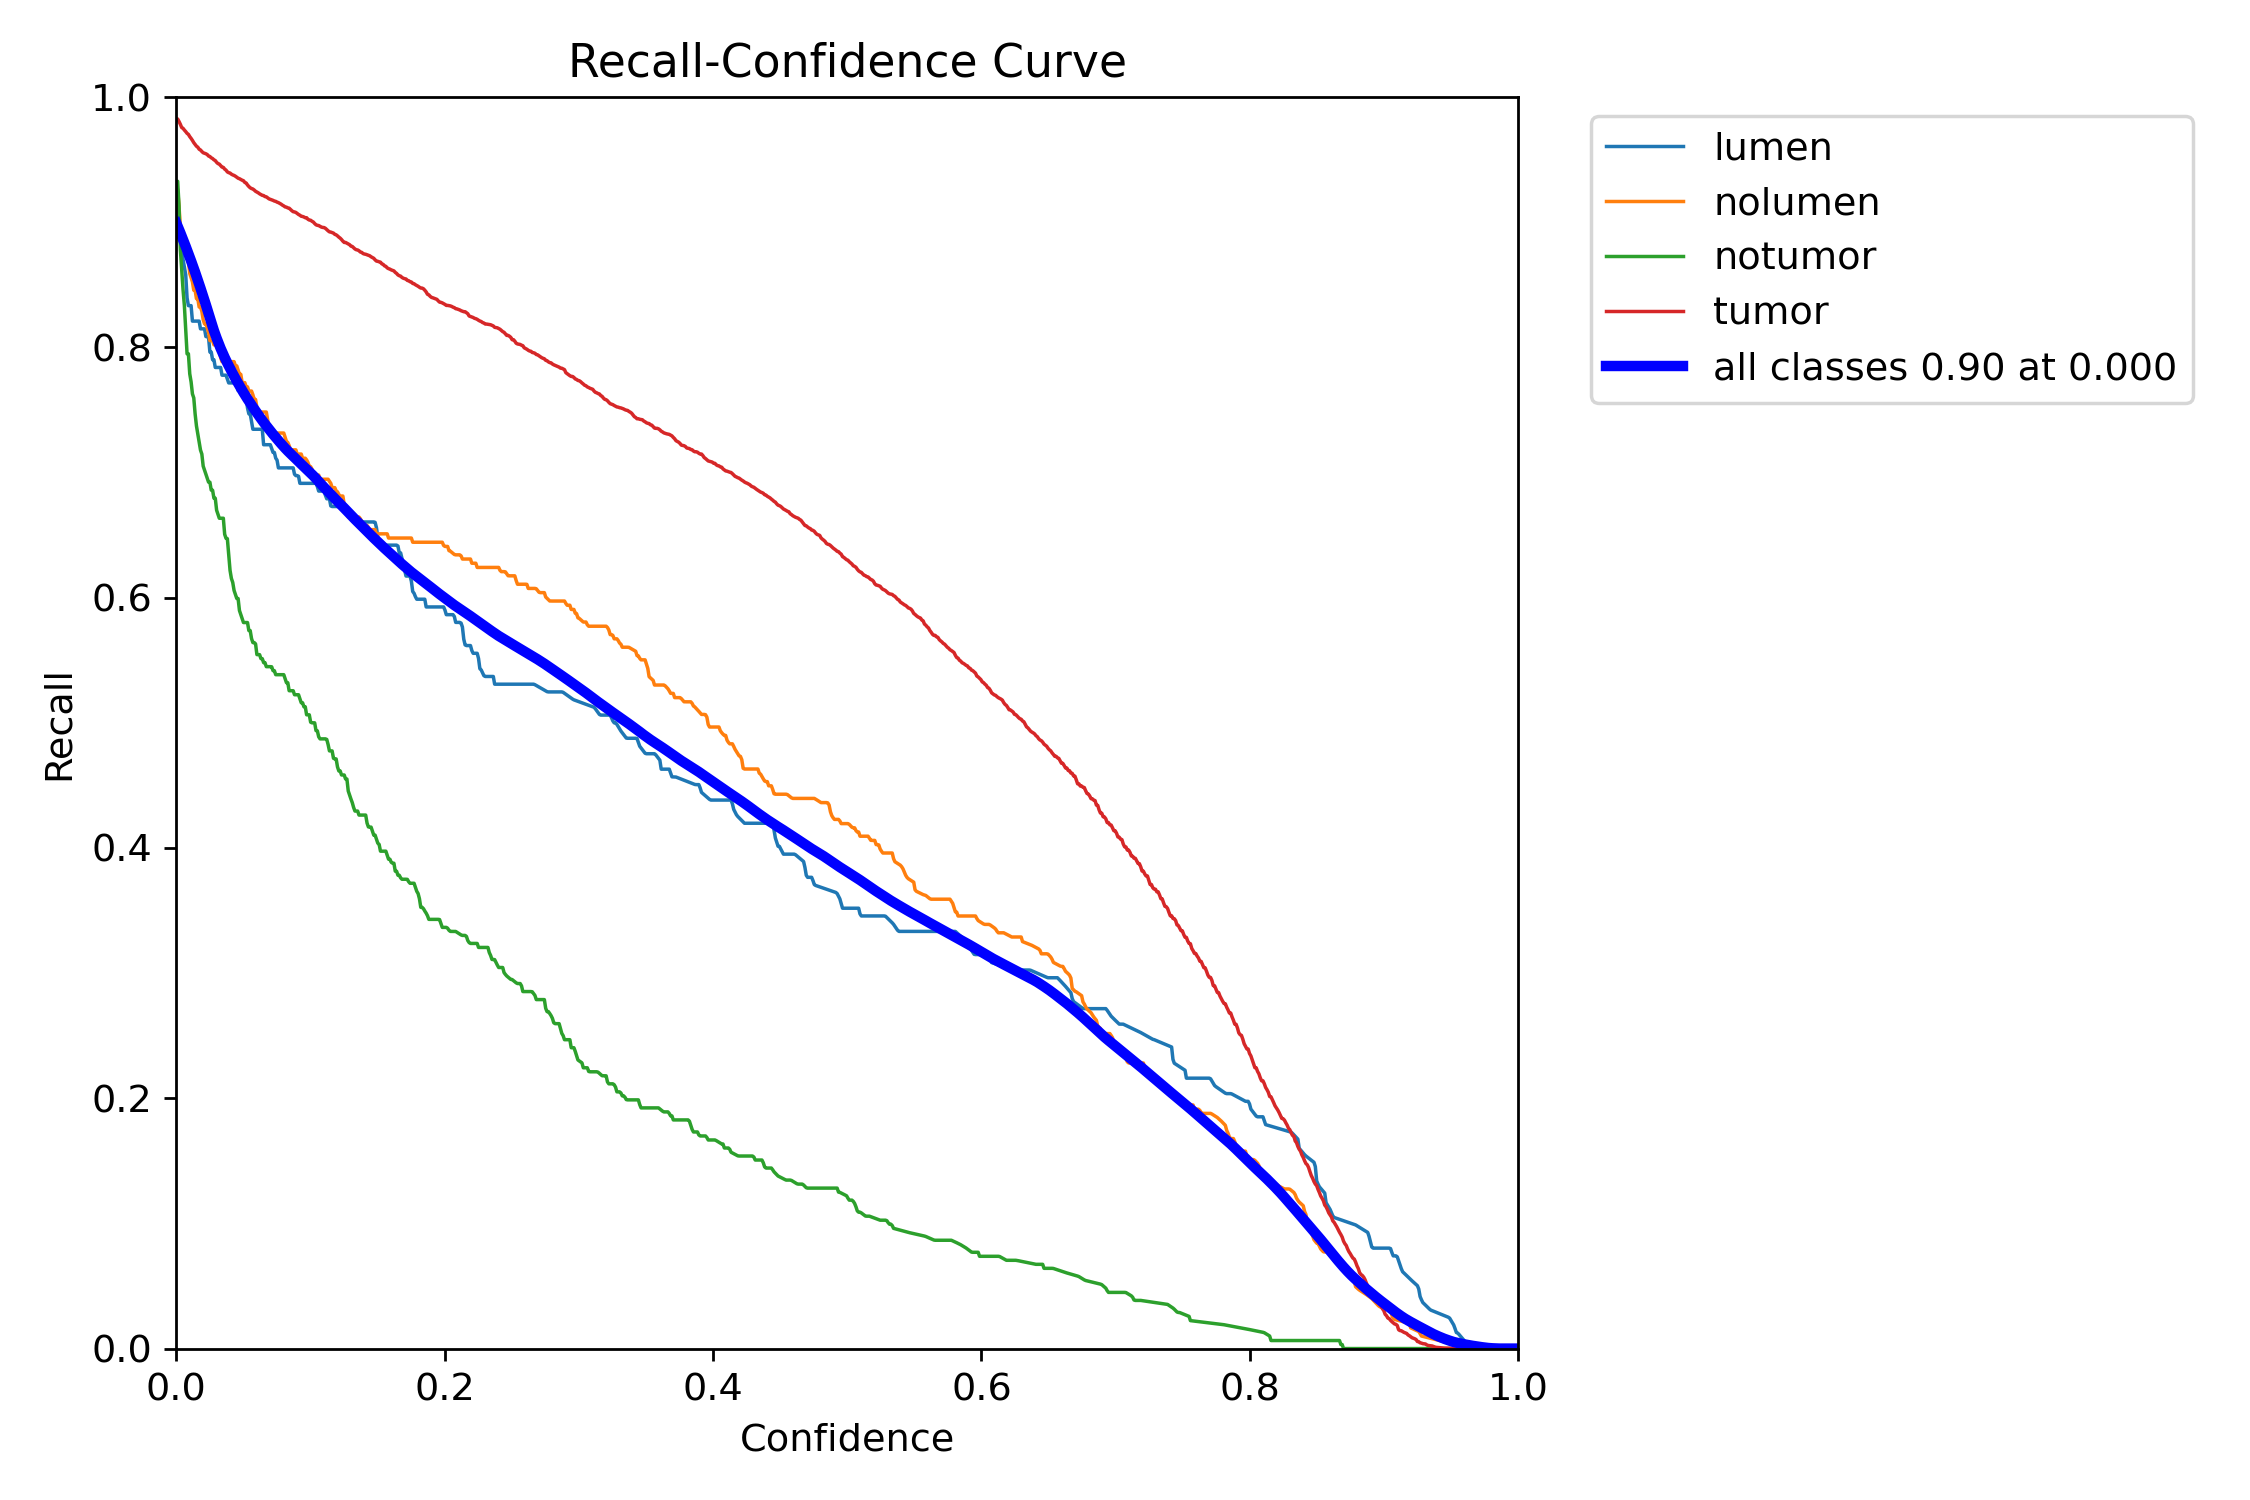 Recall-Confidence Curve
1.0
0.8
0.6
0.4
0.2
0.0
Recall
0.0 0.2 0.4 0.6 0.8 1.0
Confidence
lumen
nolumen
notumor
tumor
all classes 0.90 at 0.000